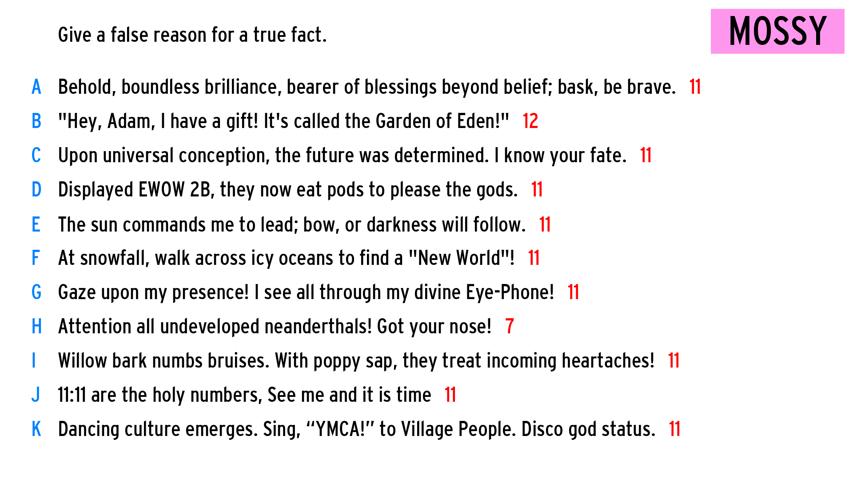 Give a false reason for a true fact.
MOSSY
A Behold, boundless brilliance, bearer of blessings beyond belief; bask, be brave. 11
B "Hey, Adam, I have a gift! It's called the Garden of Eden!" 12
C Upon universal conception, the future was determined. I know your fate. 11
D Displayed EWOW 2B, they now eat pods to please the gods. 11
E The sun commands me to lead; bow, or darkness will follow. 11
F At snowfall, walk across icy oceans to find a "New World"! 11
G Gaze upon my presence! I see all through my divine Eye-Phone! 11
H Attention all undeveloped neanderthals! Got your nose! 7
I Willow bark numbs bruises. With poppy sap, they treat incoming heartaches! 11
J 11:11 are the holy numbers, See me and it is time 11
K Dancing culture emerges. Sing, “YMCA!” to Village People. Disco god status. 11